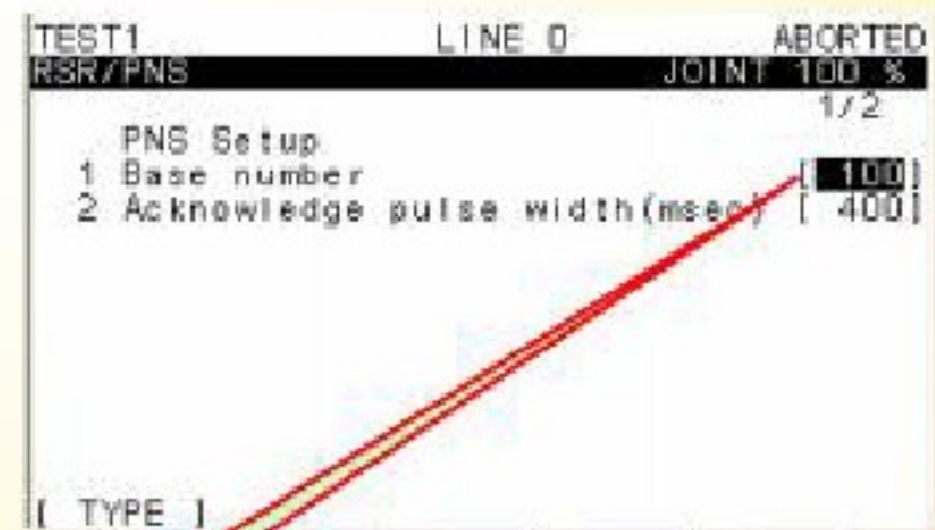 TEST1 LINE 0 ABORTED
RSR/PNS JOINT 100 %
1/2
PNS Setup
1 Base number [ 100]
2 Acknowledge pulse width(msec) [ 400]
[ TYPE ]